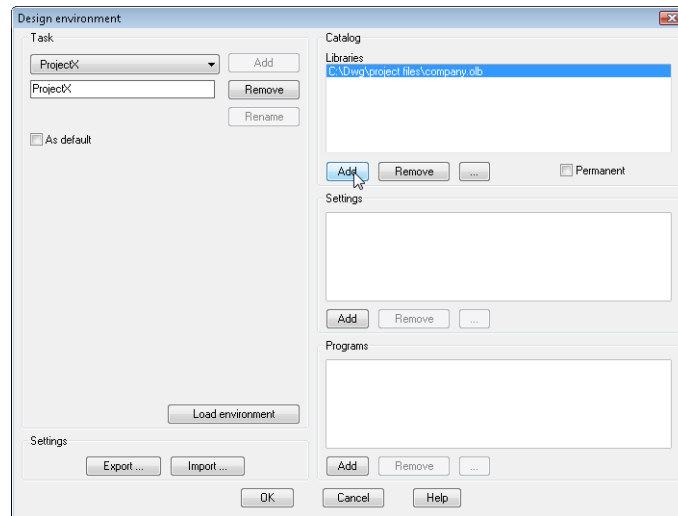 Design environment
Task
ProjectX
Add
ProjectX
Remove
Rename
As default
Load environment
Settings
Export ...
Import ...
Catalog
Libraries
C:\Dwg\project files\company.olb
Add
Remove
...
Permanent
Settings
Add
Remove
...
Programs
Add
Remove
...
OK
Cancel
Help